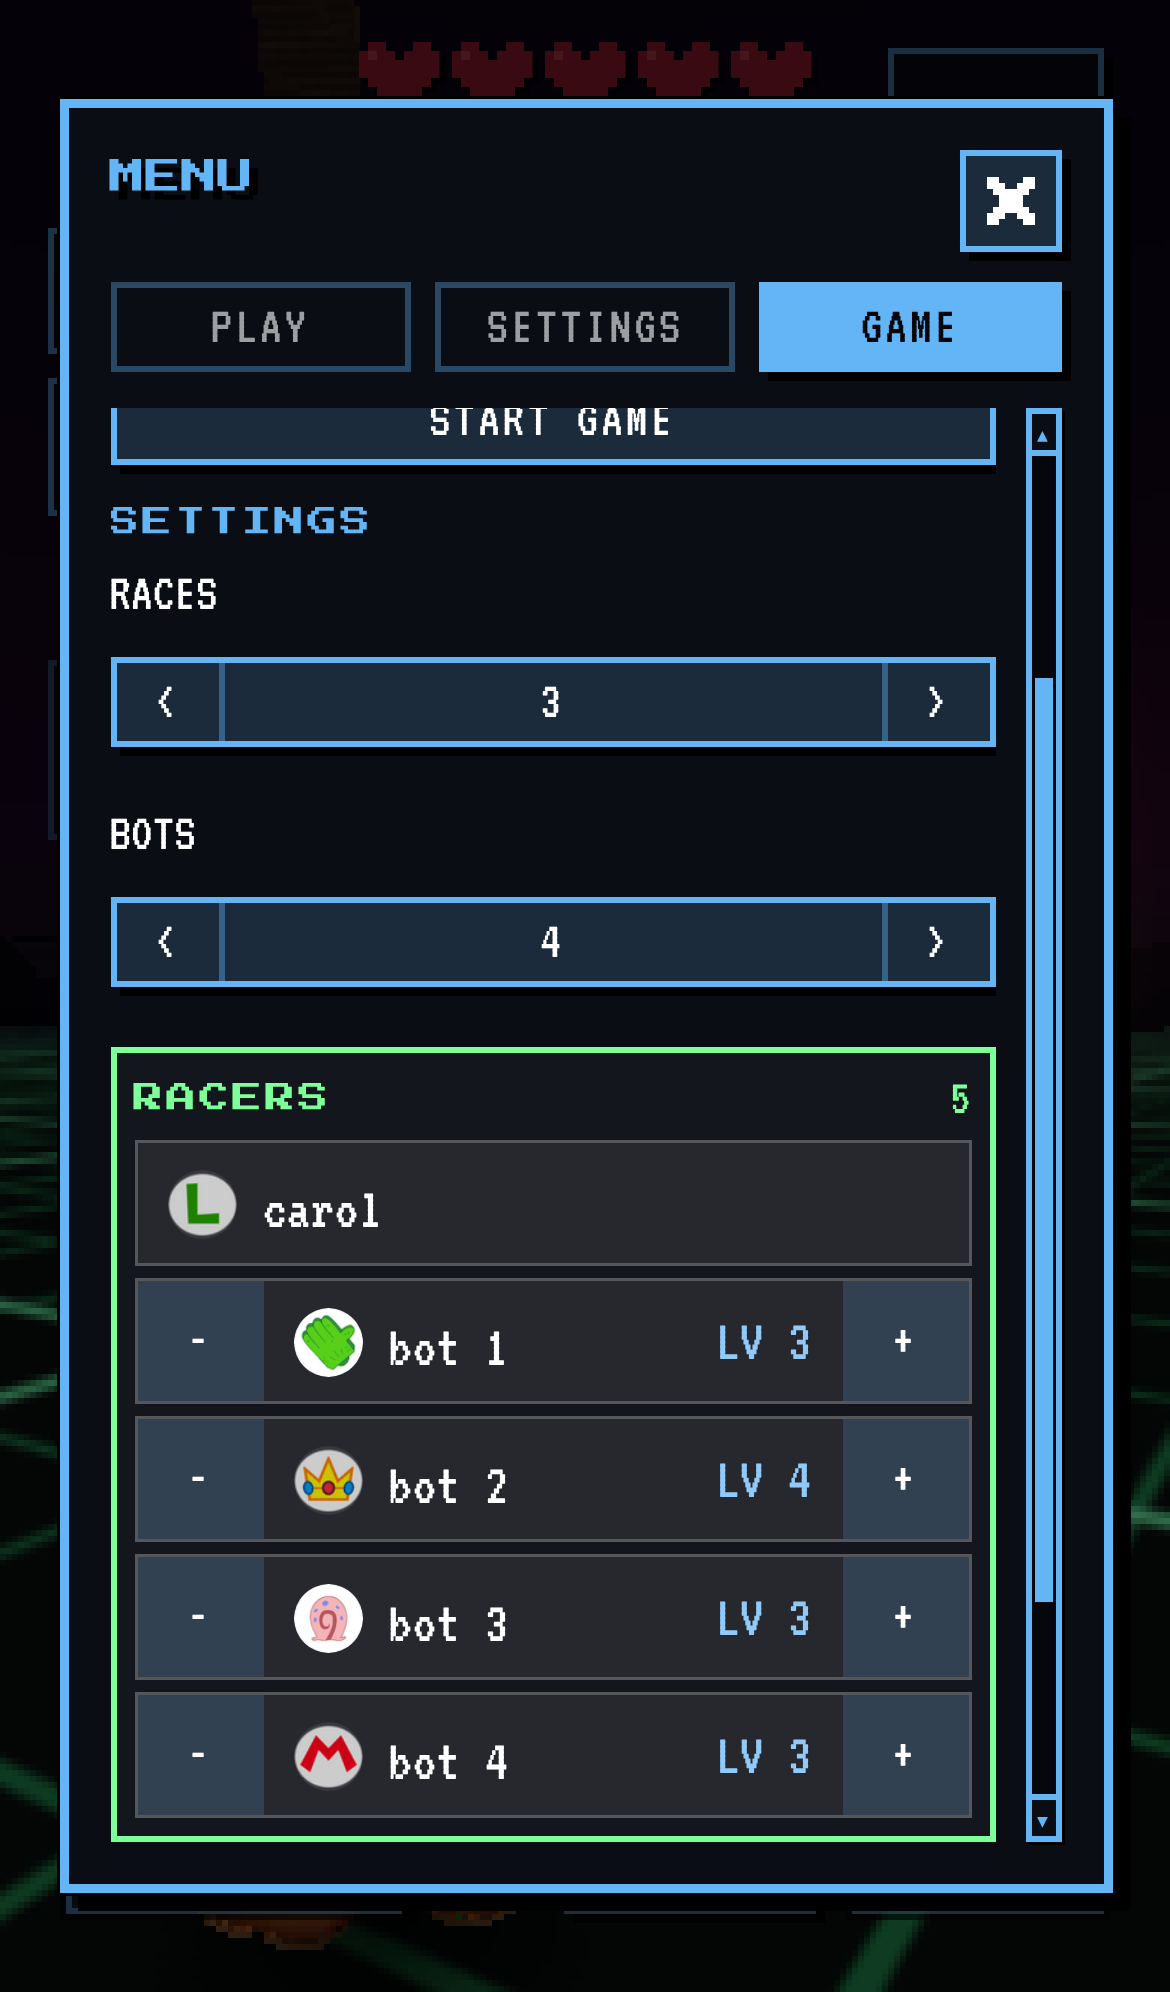 MENU
PLAY SETTINGS GAME
START GAME
SETTINGS
RACES
< 3 >
BOTS
< 4 >
RACERS 5
L carol
- bot 1 LV 3 +
- bot 2 LV 4 +
- bot 3 LV 3 +
- M bot 4 LV 3 +